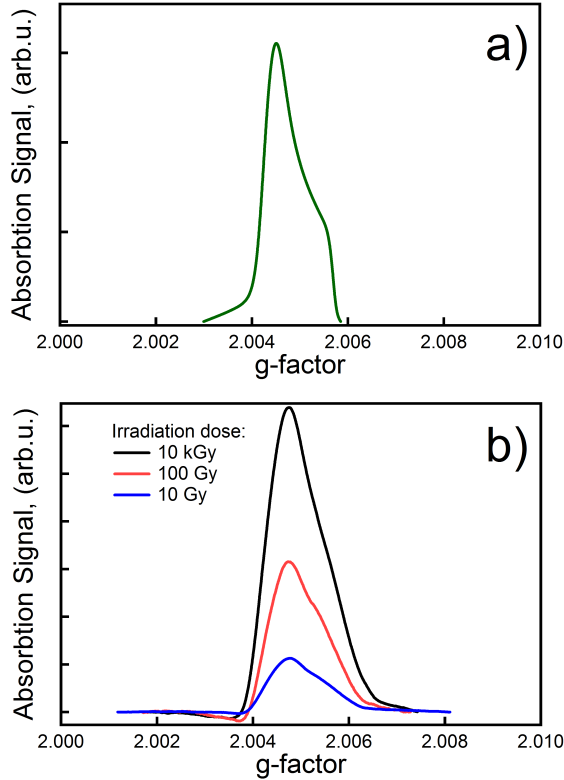 a)
Absorbtion Signal, (arb.u.)
2.000 2.002 2.004 2.006 2.008 2.010
g-factor
b)
Irradiation dose:
10 kGy
100 Gy
10 Gy
Absorbtion Signal, (arb.u.)
2.000 2.002 2.004 2.006 2.008 2.010
g-factor